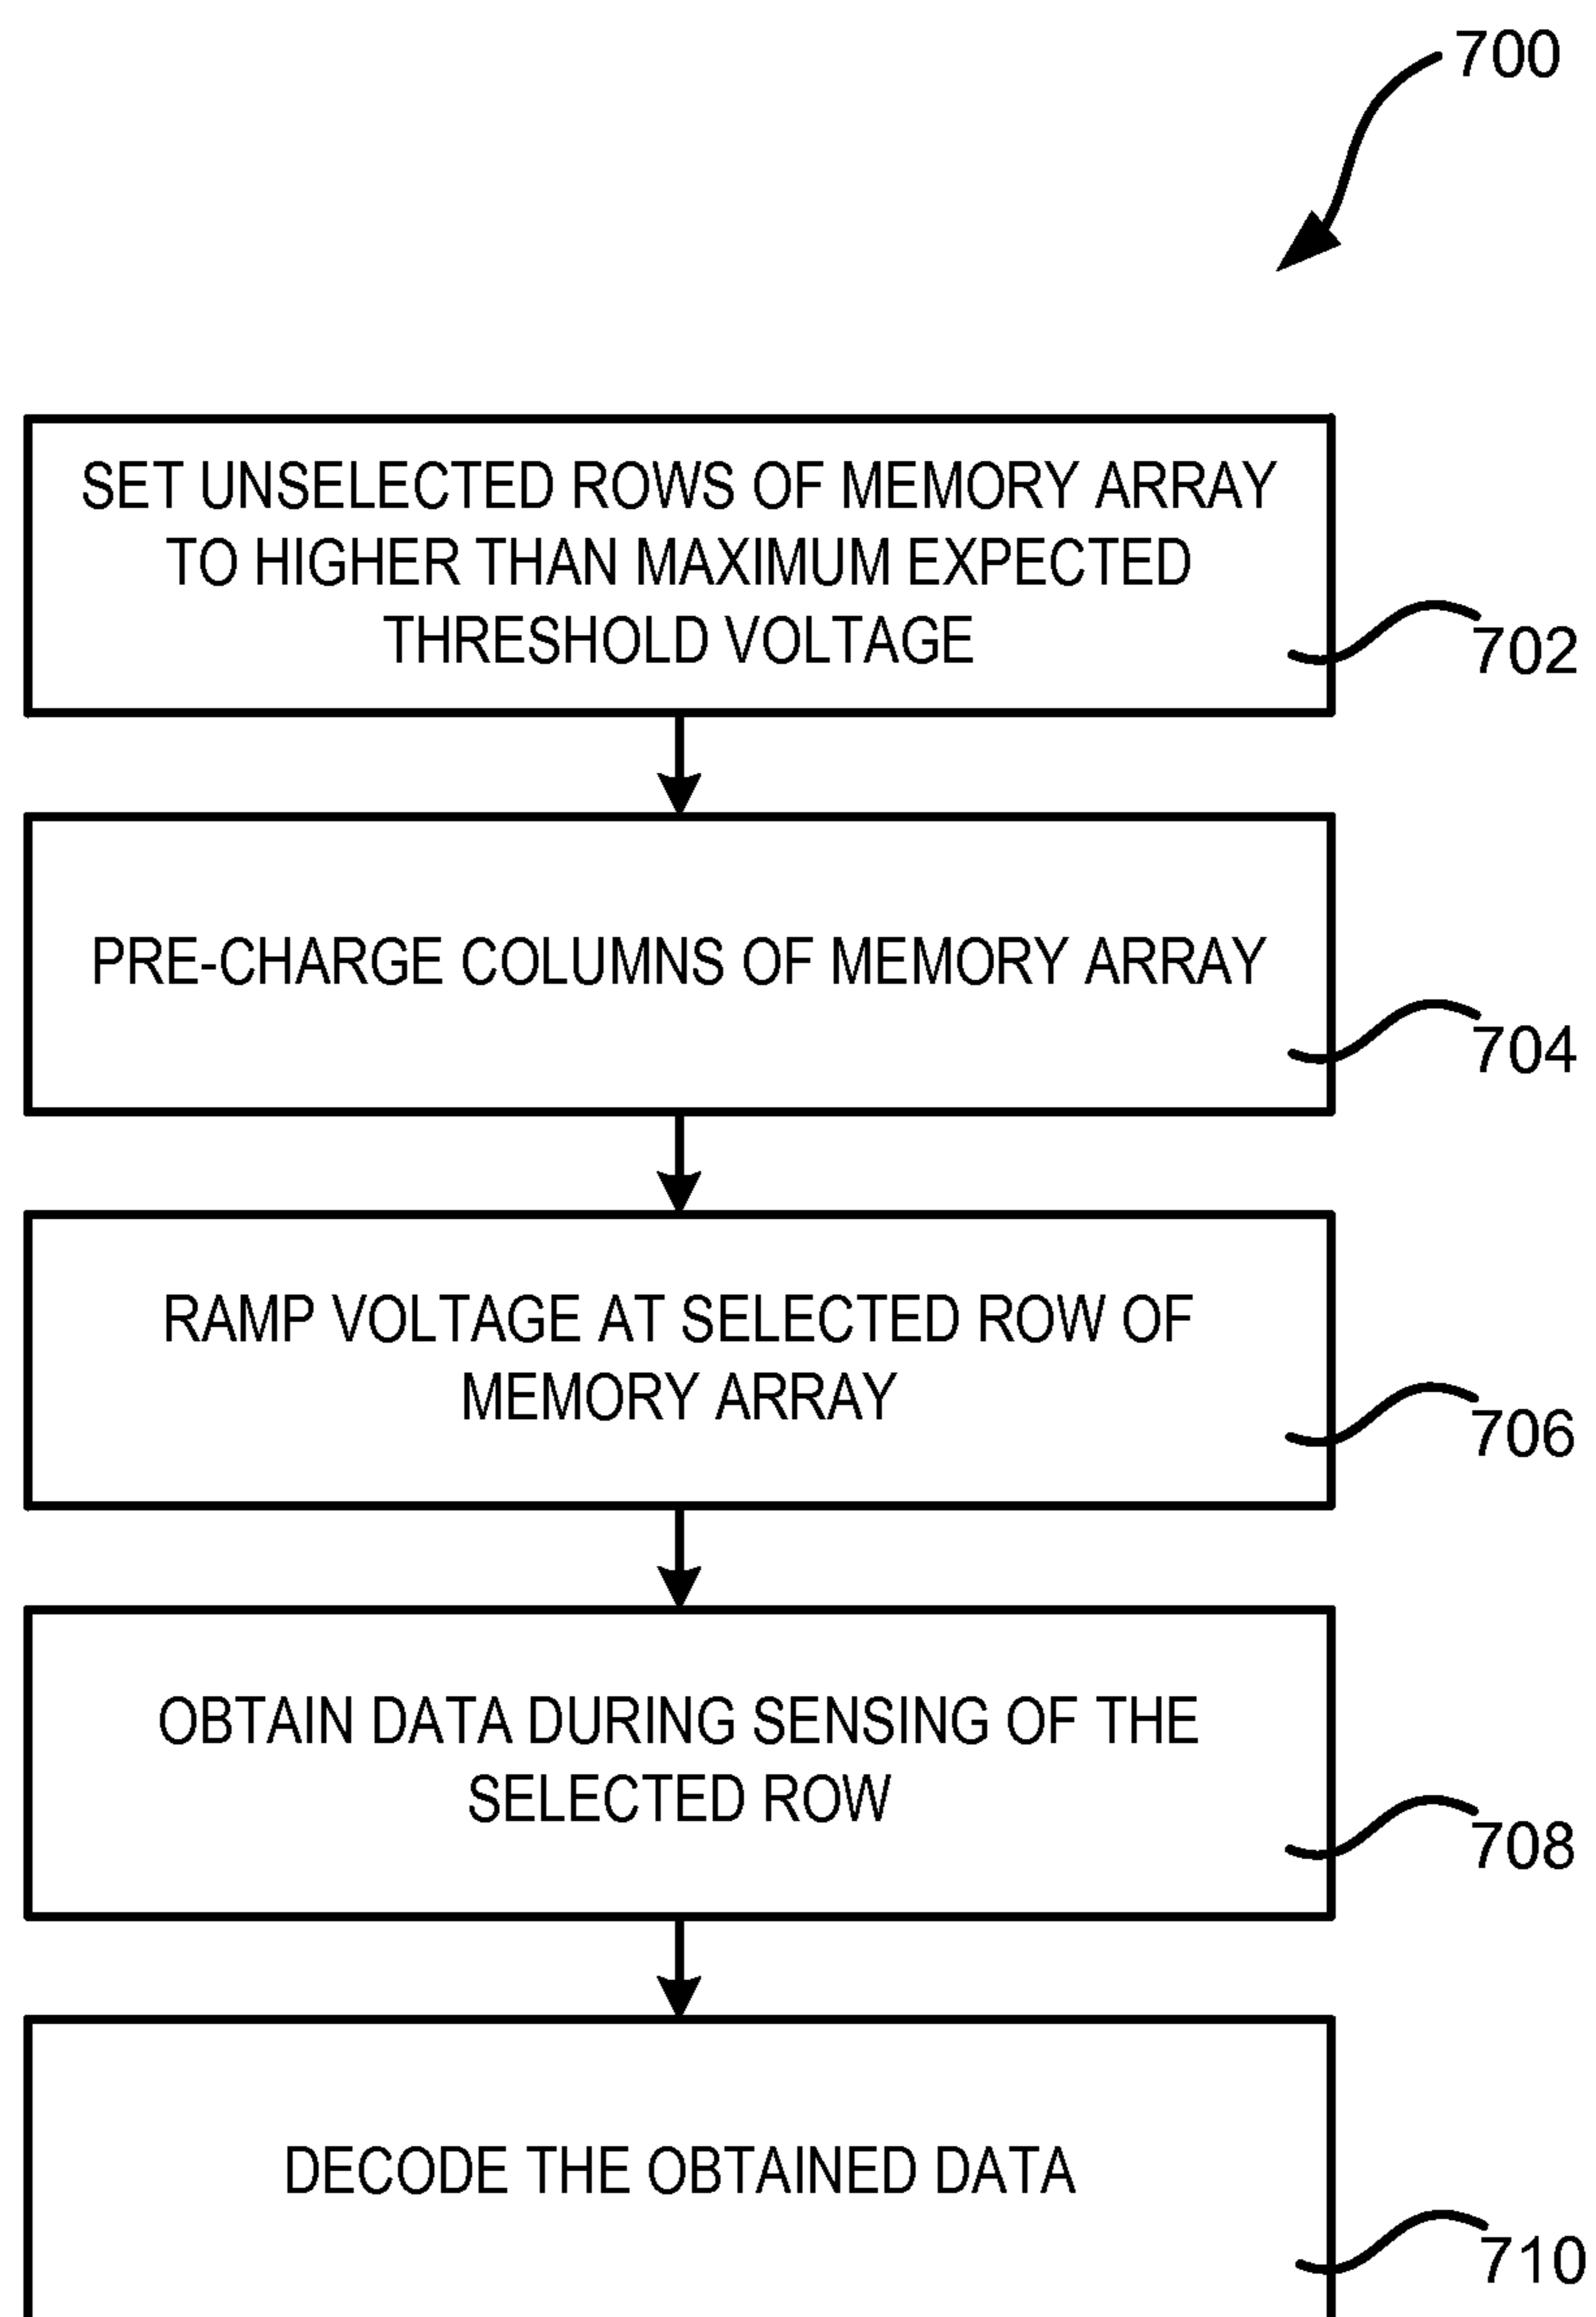 700
SET UNSELECTED ROWS OF MEMORY ARRAY
TO HIGHER THAN MAXIMUM EXPECTED
THRESHOLD VOLTAGE
702
PRE-CHARGE COLUMNS OF MEMORY ARRAY
704
RAMP VOLTAGE AT SELECTED ROW OF
MEMORY ARRAY
706
OBTAIN DATA DURING SENSING OF THE
SELECTED ROW
708
DECODE THE OBTAINED DATA
710